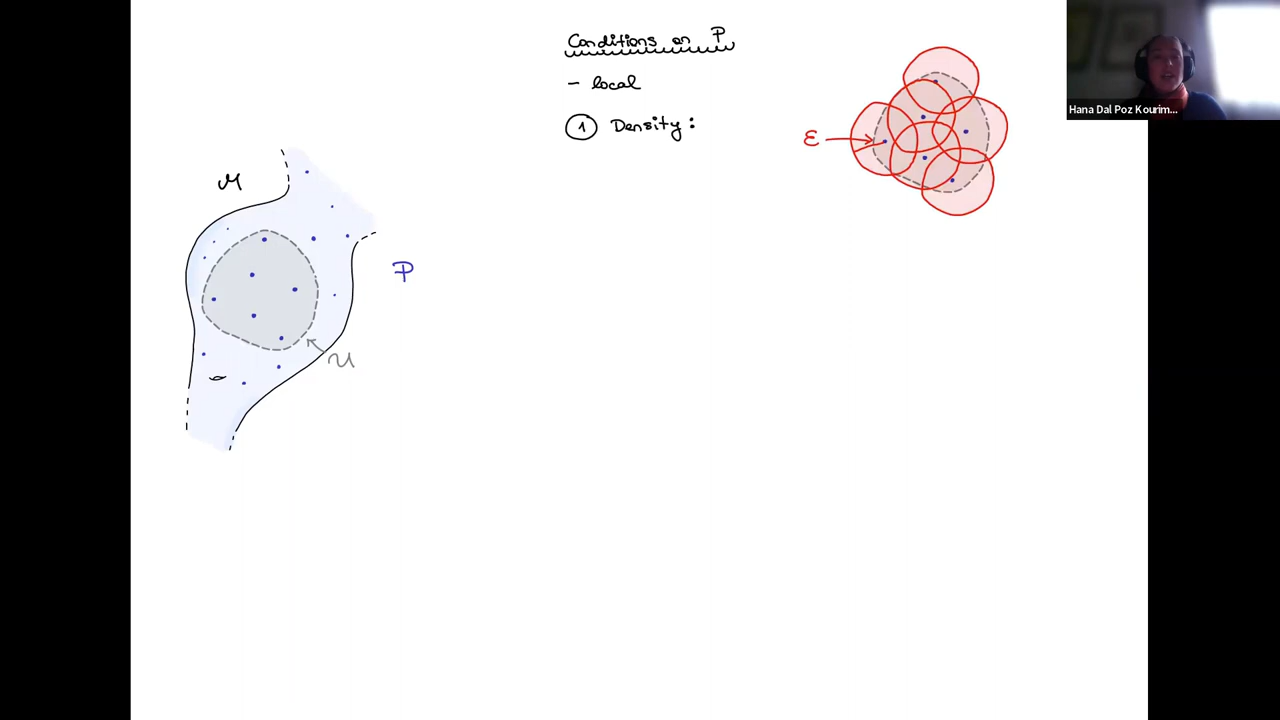 Conditions on P
- local
① Density:
ε
M
P
U
Hana Dal Poz Kourim...